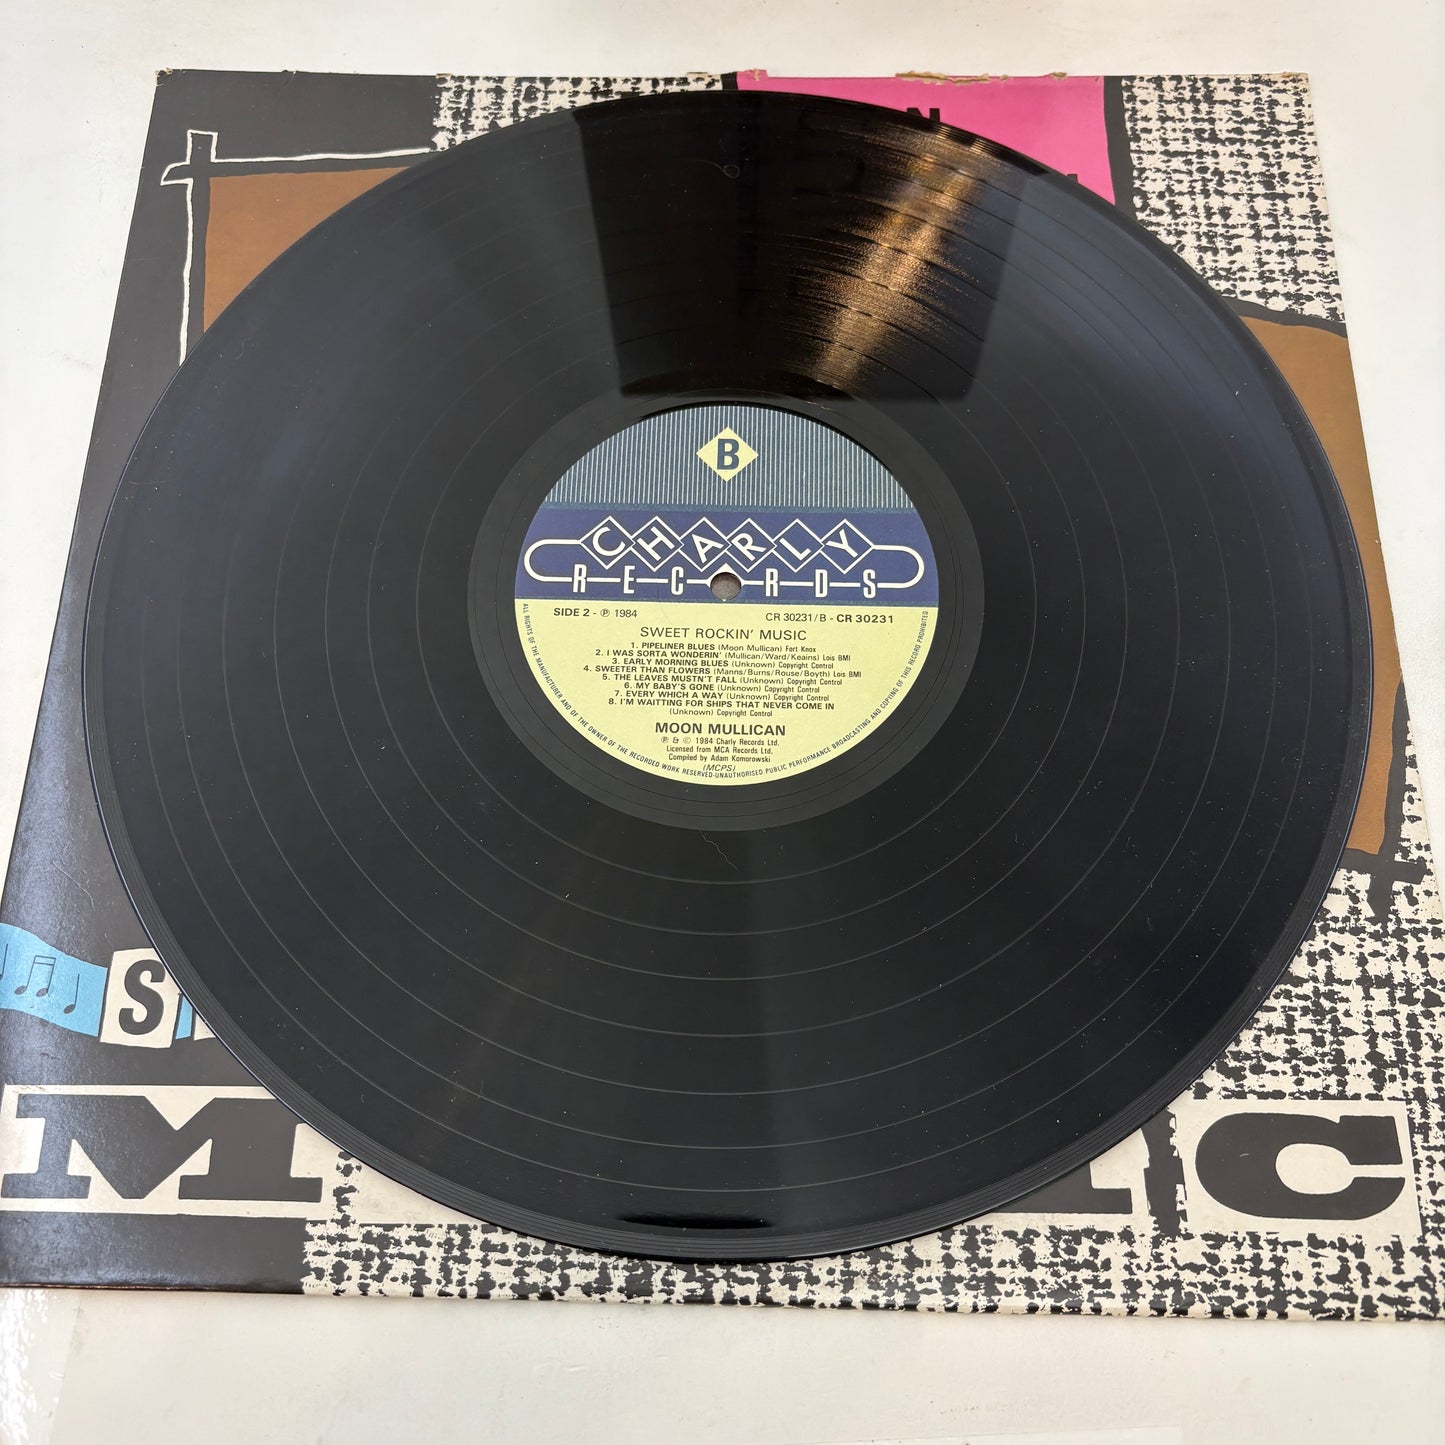 N
B
CHARLY
RECORDS
SIDE 2 - ℗ 1984
CR 30231/B - CR 30231
SWEET ROCKIN' MUSIC
1. PIPELINER BLUES (Moon Mullican) Fort Knox
2. I WAS SORTA WONDERIN' (Mullican/Ward/Keains) Lois BMI
3. EARLY MORNING BLUES (Unknown) Copyright Control
4. SWEETER THAN FLOWERS (Manns/Burns/Rouse/Boyth) Lois BMI
5. THE LEAVES MUSTN'T FALL (Unknown) Copyright Control
6. MY BABY'S GONE (Unknown) Copyright Control
7. EVERY WHICH A WAY (Unknown) Copyright Control
8. I'M WAITTING FOR SHIPS THAT NEVER COME IN
(Unknown) Copyright Control
MOON MULLICAN
℗ & © 1984 Charly Records Ltd.
Licensed from MCA Records Ltd.
Compiled by Adam Komorowski
(MCPS)
ALL RIGHTS OF THE MANUFACTURER AND OF THE OWNER OF THE RECORDED WORK RESERVED-UNAUTHORISED PUBLIC PERFORMANCE BROADCASTING AND COPYING OF THIS RECORD PROHIBITED
S
M IC